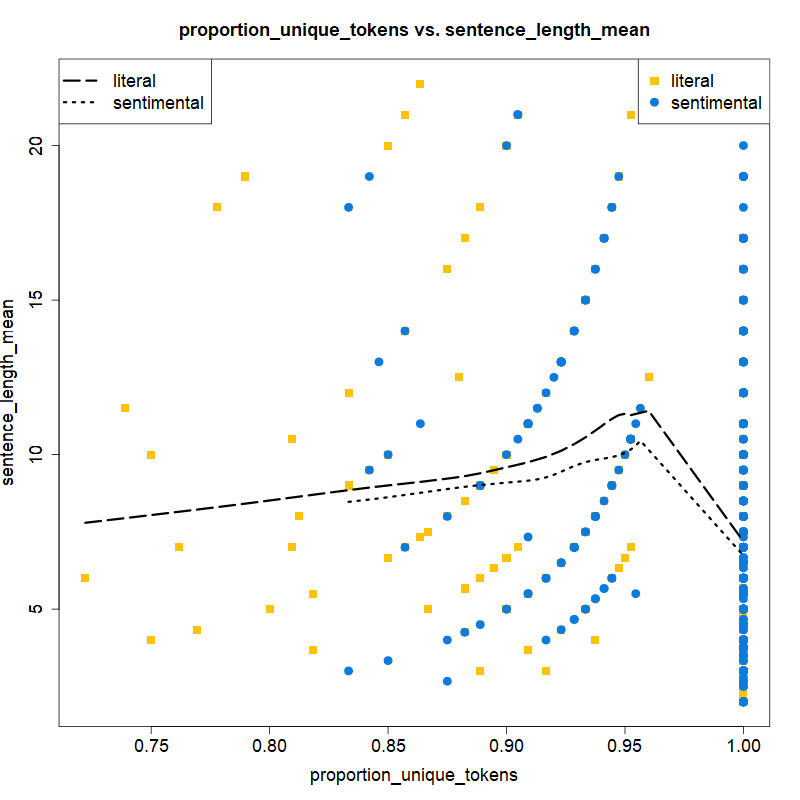 proportion_unique_tokens vs. sentence_length_mean
literal
sentimental
literal
sentimental
sentence_length_mean
20
15
10
5
0.75 0.80 0.85 0.90 0.95 1.00
proportion_unique_tokens